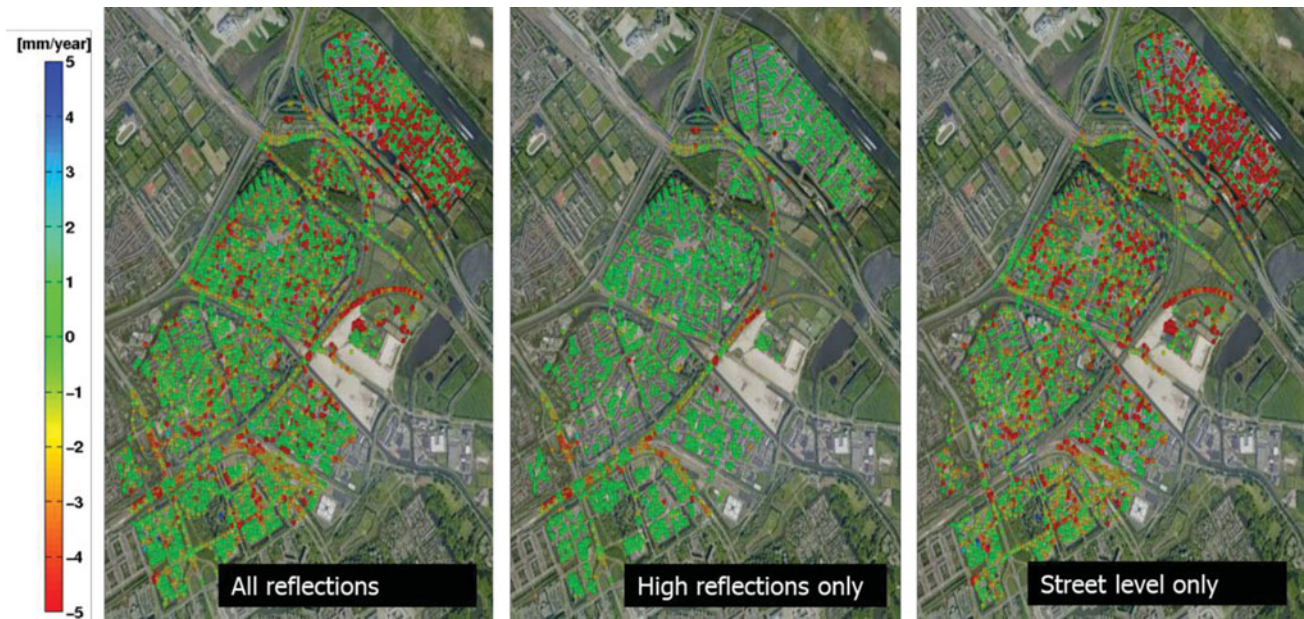 [mm/year]
5
4
3
2
1
0
−1
−2
−3
−4
−5
All reflections
High reflections only
Street level only